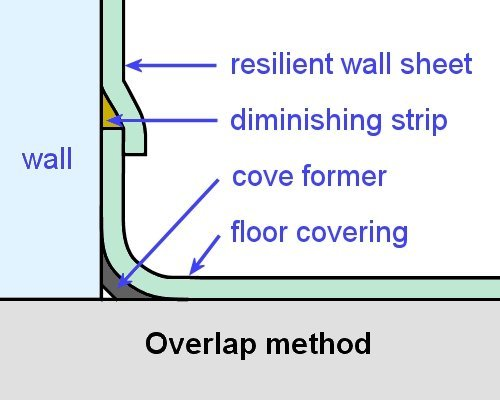 resilient wall sheet
diminishing strip
wall
cove former
floor covering
Overlap method